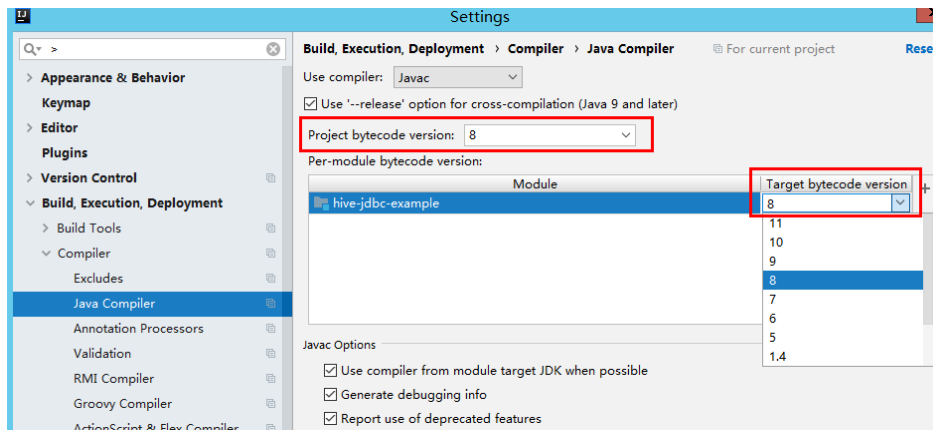 Settings
>
Appearance & Behavior
Keymap
Editor
Plugins
Version Control
Build, Execution, Deployment
Build Tools
Compiler
Excludes
Java Compiler
Annotation Processors
Validation
RMI Compiler
Groovy Compiler
ActionScript & Flex Compiler
Build, Execution, Deployment > Compiler > Java Compiler For current project Rese
Use compiler: Javac
Use '--release' option for cross-compilation (Java 9 and later)
Project bytecode version: 8
Per-module bytecode version:
Module Target bytecode version
hive-jdbc-example 8
11
10
9
8
7
6
5
1.4
Javac Options
Use compiler from module target JDK when possible
Generate debugging info
Report use of deprecated features